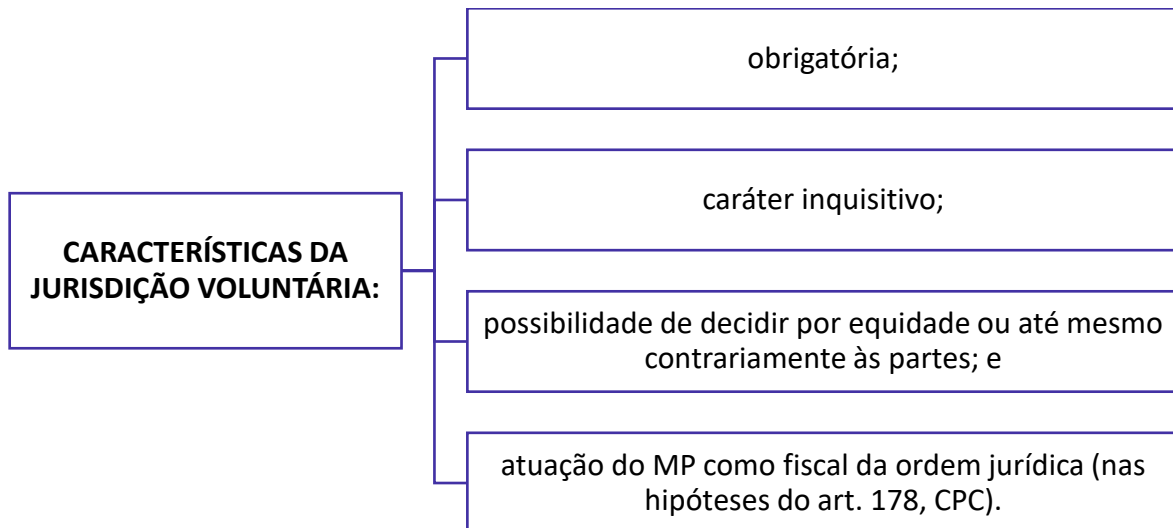 CARACTERÍSTICAS DA
JURISDIÇÃO VOLUNTÁRIA:
obrigatória;
caráter inquisitivo;
possibilidade de decidir por equidade ou até mesmo
contrariamente às partes; e
atuação do MP como fiscal da ordem jurídica (nas
hipóteses do art. 178, CPC).